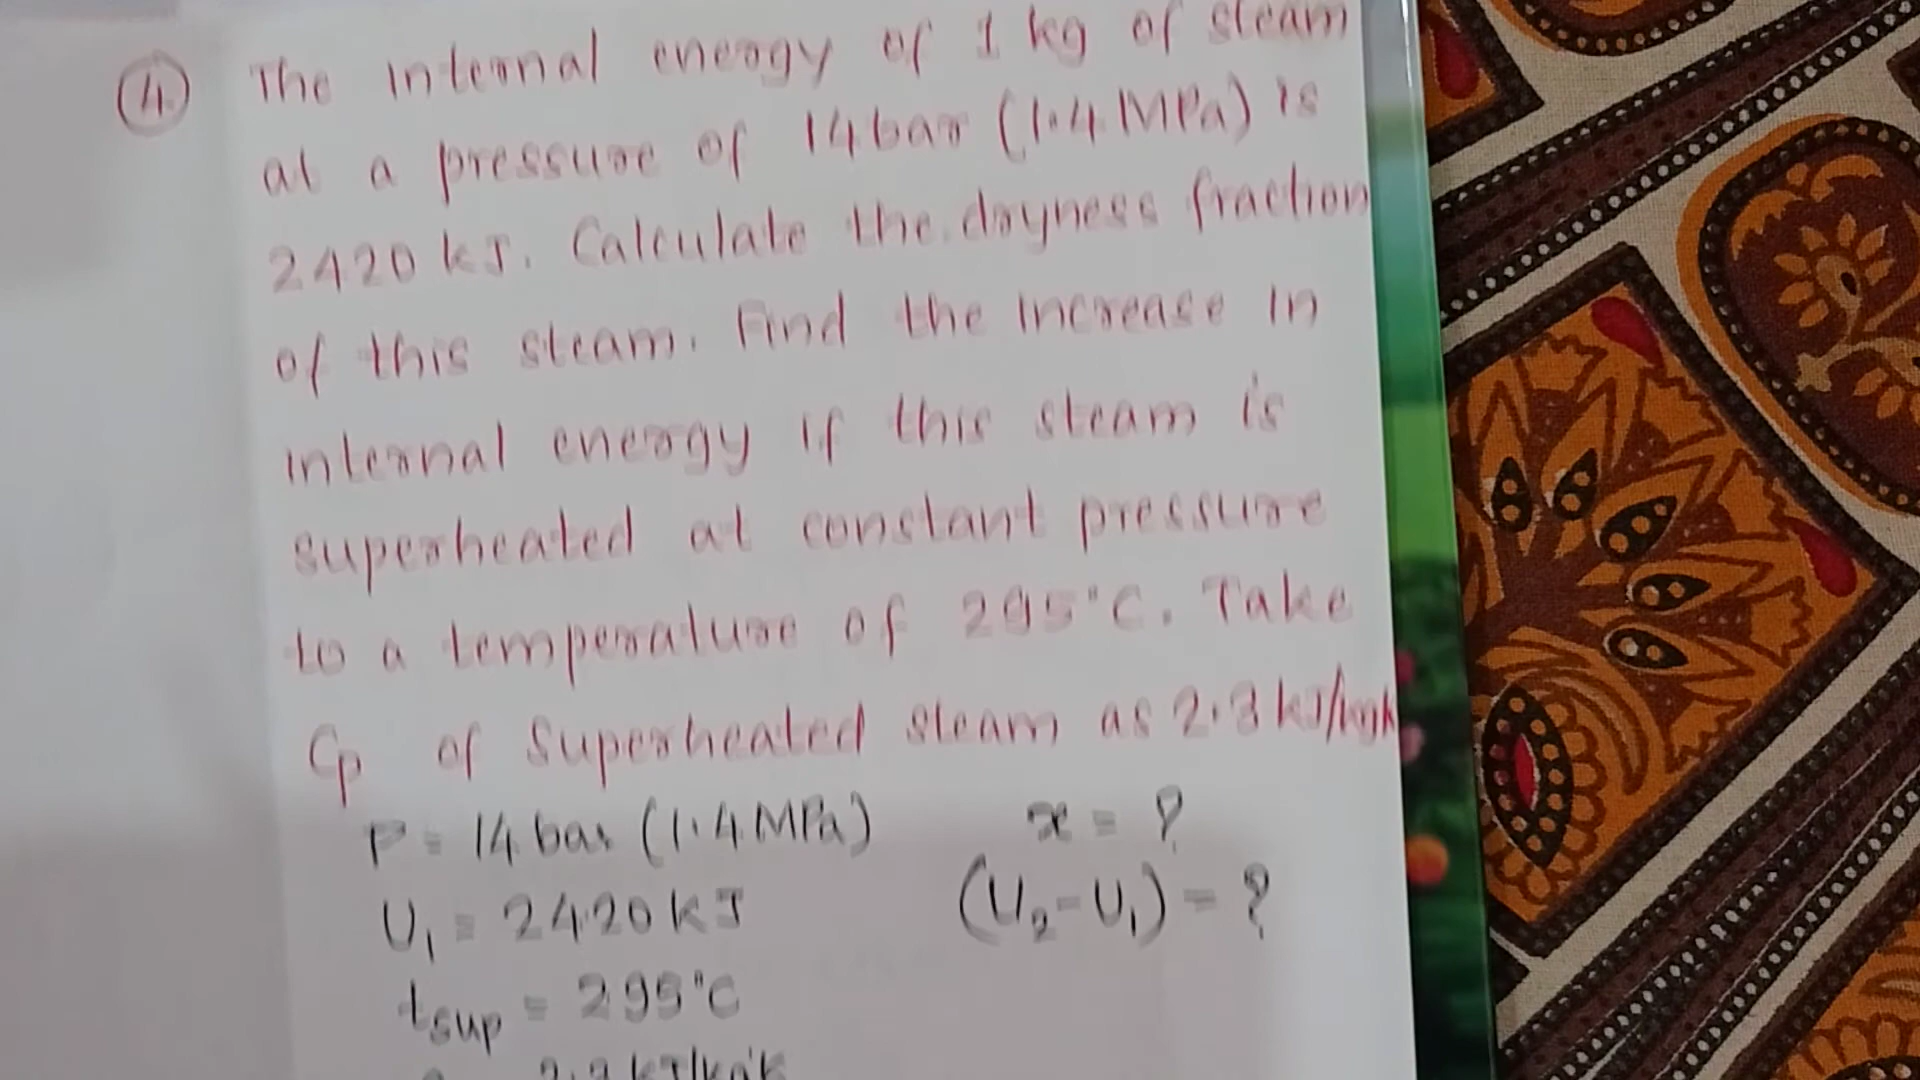 4. The internal energy of 1 kg of steam
at a pressure of 14 bar (1.4 MPa) is
2420 kJ. Calculate the dryness fraction
of this steam. Find the increase in
internal energy if this steam is
superheated at constant pressure
to a temperature of 295°C. Take
Cp of superheated steam as 2.3 kJ/kgK
P = 14 bar (1.4 MPa) x = ?
U₁ = 2420 kJ (U₂-U₁) = ?
tsup = 295°C